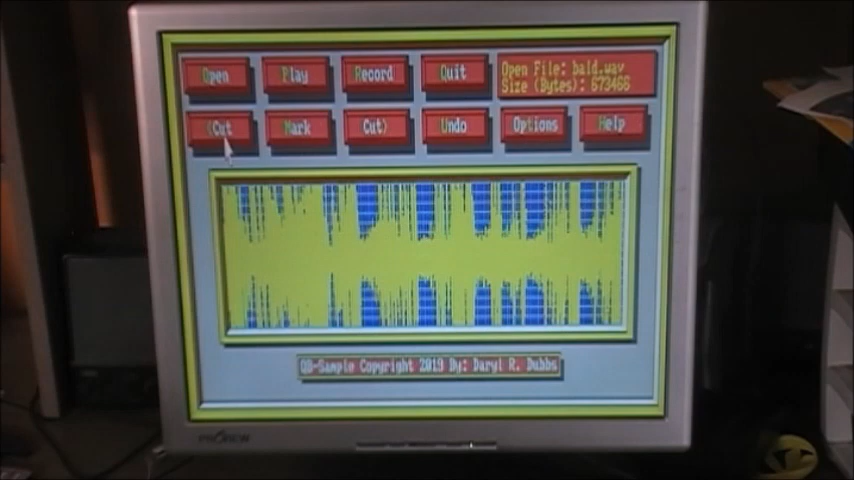 Open Play Record Quit
Open File: bald.wav
Size (Bytes): 673466
(Cut Mark Cut) Undo Options Help
QB-Sample Copyright 2019 By: Daryl R. Dubbs
PROVIEW